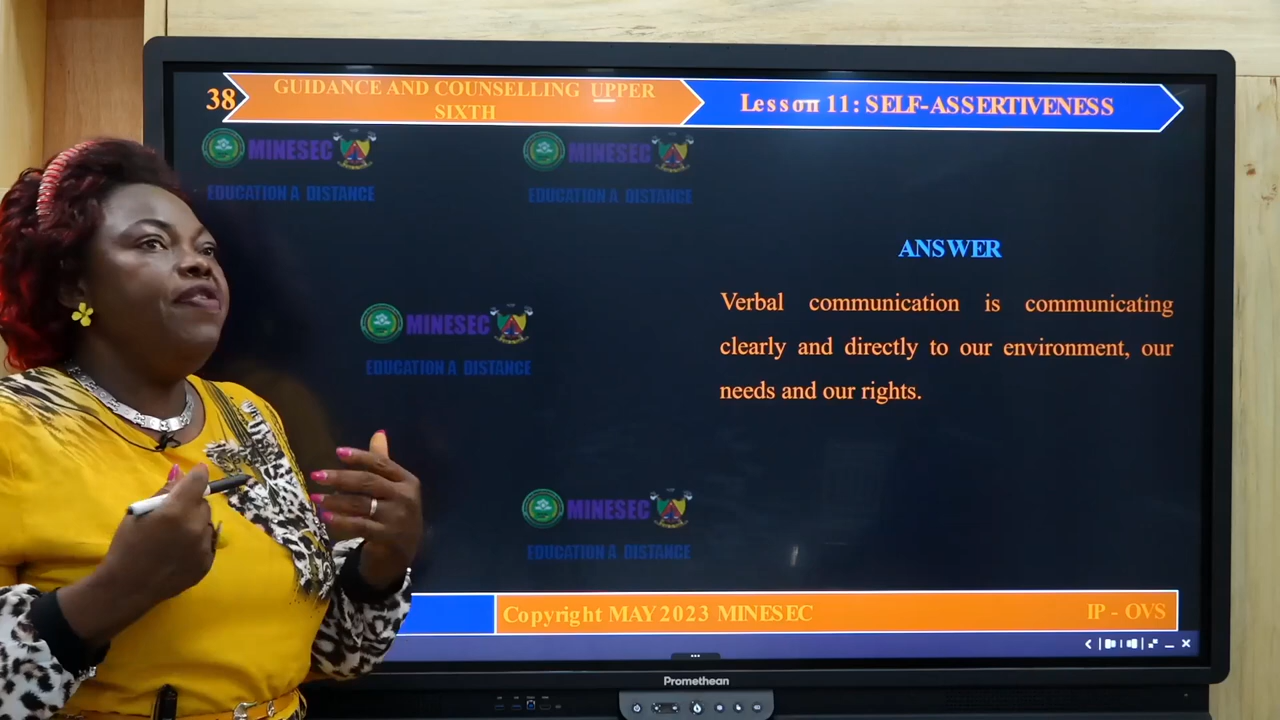 38
GUIDANCE AND COUNSELLING UPPER
SIXTH
Lesson 11: SELF-ASSERTIVENESS
MINESEC
EDUCATION A DISTANCE
MINESEC
EDUCATION A DISTANCE
ANSWER
Verbal communication is communicating
clearly and directly to our environment, our
needs and our rights.
MINESEC
EDUCATION A DISTANCE
MINESEC
EDUCATION A DISTANCE
Copyright MAY 2023 MINESEC
IP - OVS
Promethean